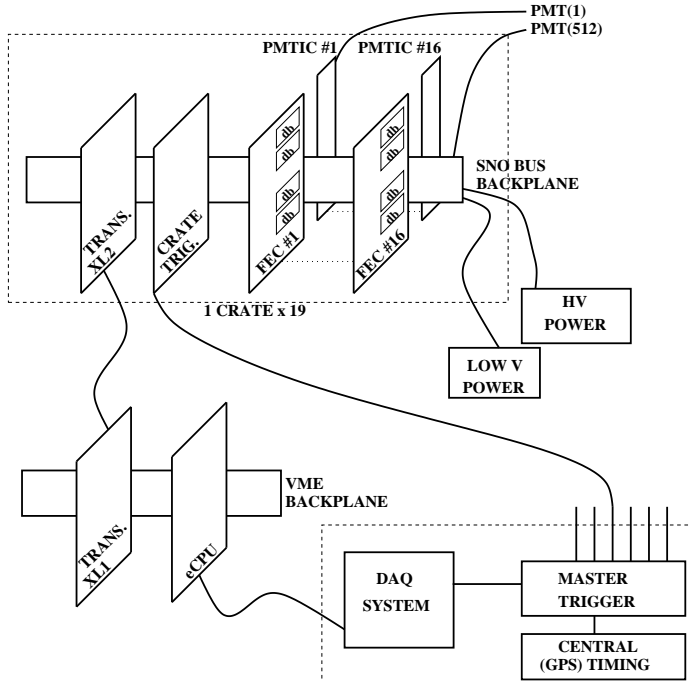 PMT(1)
PMT(512)
PMTIC #1
PMTIC #16
db
db
db
db
db
db
db
db
SNO BUS
BACKPLANE
TRANS.
XL2
CRATE
TRIG.
FEC #1
FEC #16
1 CRATE x 19
HV
POWER
LOW V
POWER
VME
BACKPLANE
TRANS.
XL1
eCPU
DAQ
SYSTEM
MASTER
TRIGGER
CENTRAL
(GPS) TIMING